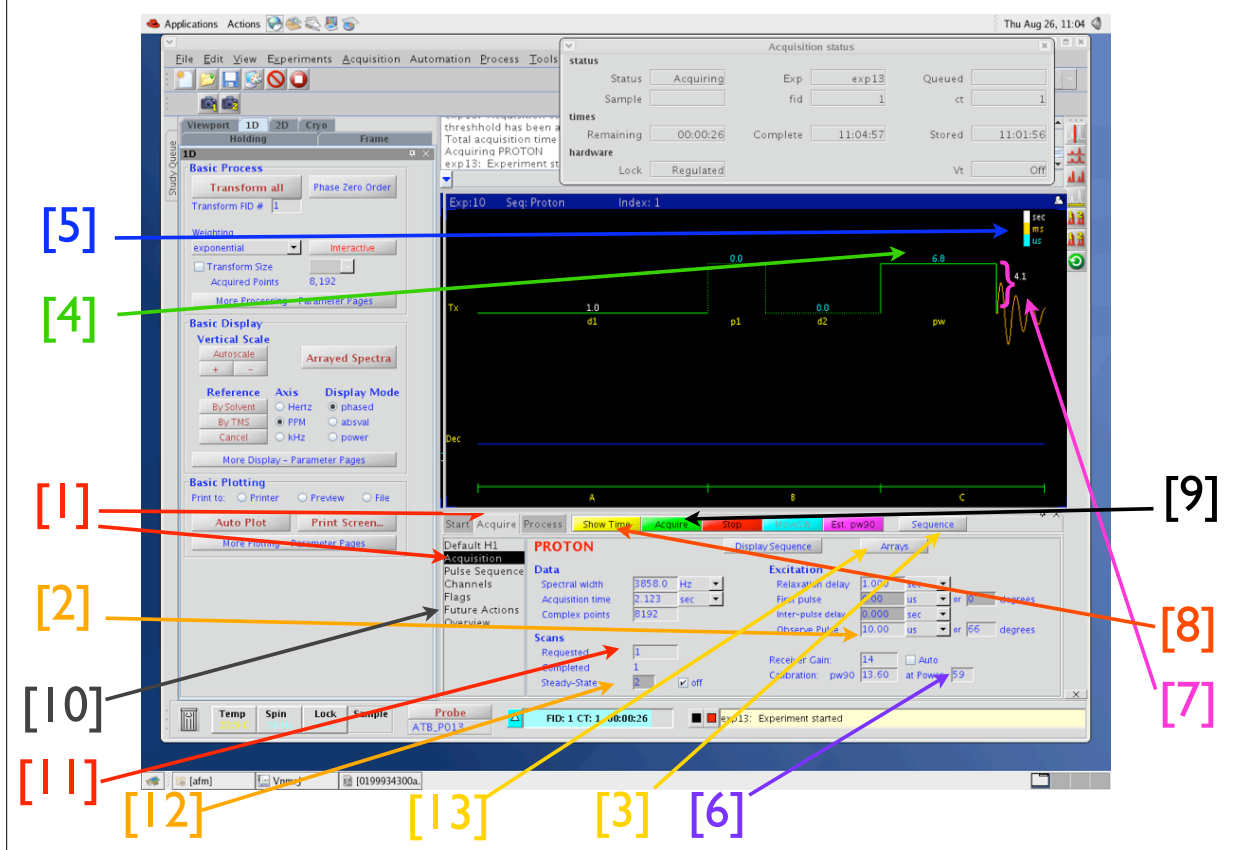 Applications Actions Thu Aug 26, 11:04
File Edit View Experiments Acquisition Automation Process Tools
Acquisition status
status
Status Acquiring Exp exp13 Queued
Sample fid 1 ct 1
times
Remaining 00:00:26 Complete 11:04:57 Stored 11:01:56
hardware
Lock Regulated Vt Off
threshhold has been a
Total acquisition time
Acquiring PROTON
exp13: Experiment st
Study Queue
Viewport 1D 2D Cryo
Holding Frame
1D
Basic Process
Transform all Phase Zero Order
Transform FID # 1
Weighting
exponential Interactive
Transform Size
Acquired Points 8,192
More Processing - Parameter Pages
Basic Display
Vertical Scale
Autoscale
+ -
Arrayed Spectra
Reference Axis Display Mode
By Solvent Hertz phased
By TMS PPM absval
Cancel kHz power
More Display - Parameter Pages
Basic Plotting
Print to: Printer Preview File
Auto Plot Print Screen...
More Plotting - Parameter Pages
Exp:10 Seq: Proton Index: 1
sec
ms
us
0.0 6.8
4.1
Tx 1.0 0.0
d1 p1 d2 pw
Dec
A B C
Start Acquire Process Show Time Acquire Stop Est. pw90 Sequence
Default H1
Acquisition
Pulse Sequence
Channels
Flags
Future Actions
Overview
PROTON Display Sequence Arrays
Data
Spectral width 3858.0 Hz
Acquisition time 2.123 sec
Complex points 8192
Scans
Requested 1
Completed 1
Steady-State 2 off
Excitation
Relaxation delay 1.000 sec
First pulse 0.00 us or 0 degrees
Inter-pulse delay 0.000 sec
Observe Pulse 10.00 us or 66 degrees
Receiver Gain: 14 Auto
Calibration: pw90 13.60 at Power 59
Temp Spin Lock Sample
Probe
ATB_P013
FID: 1 CT: 1 00:00:26
exp13: Experiment started
[afm] [0199934300a.
[5]
[4]
[1]
[2]
[10]
[11]
[12]
[13]
[3]
[6]
[9]
[8]
[7]